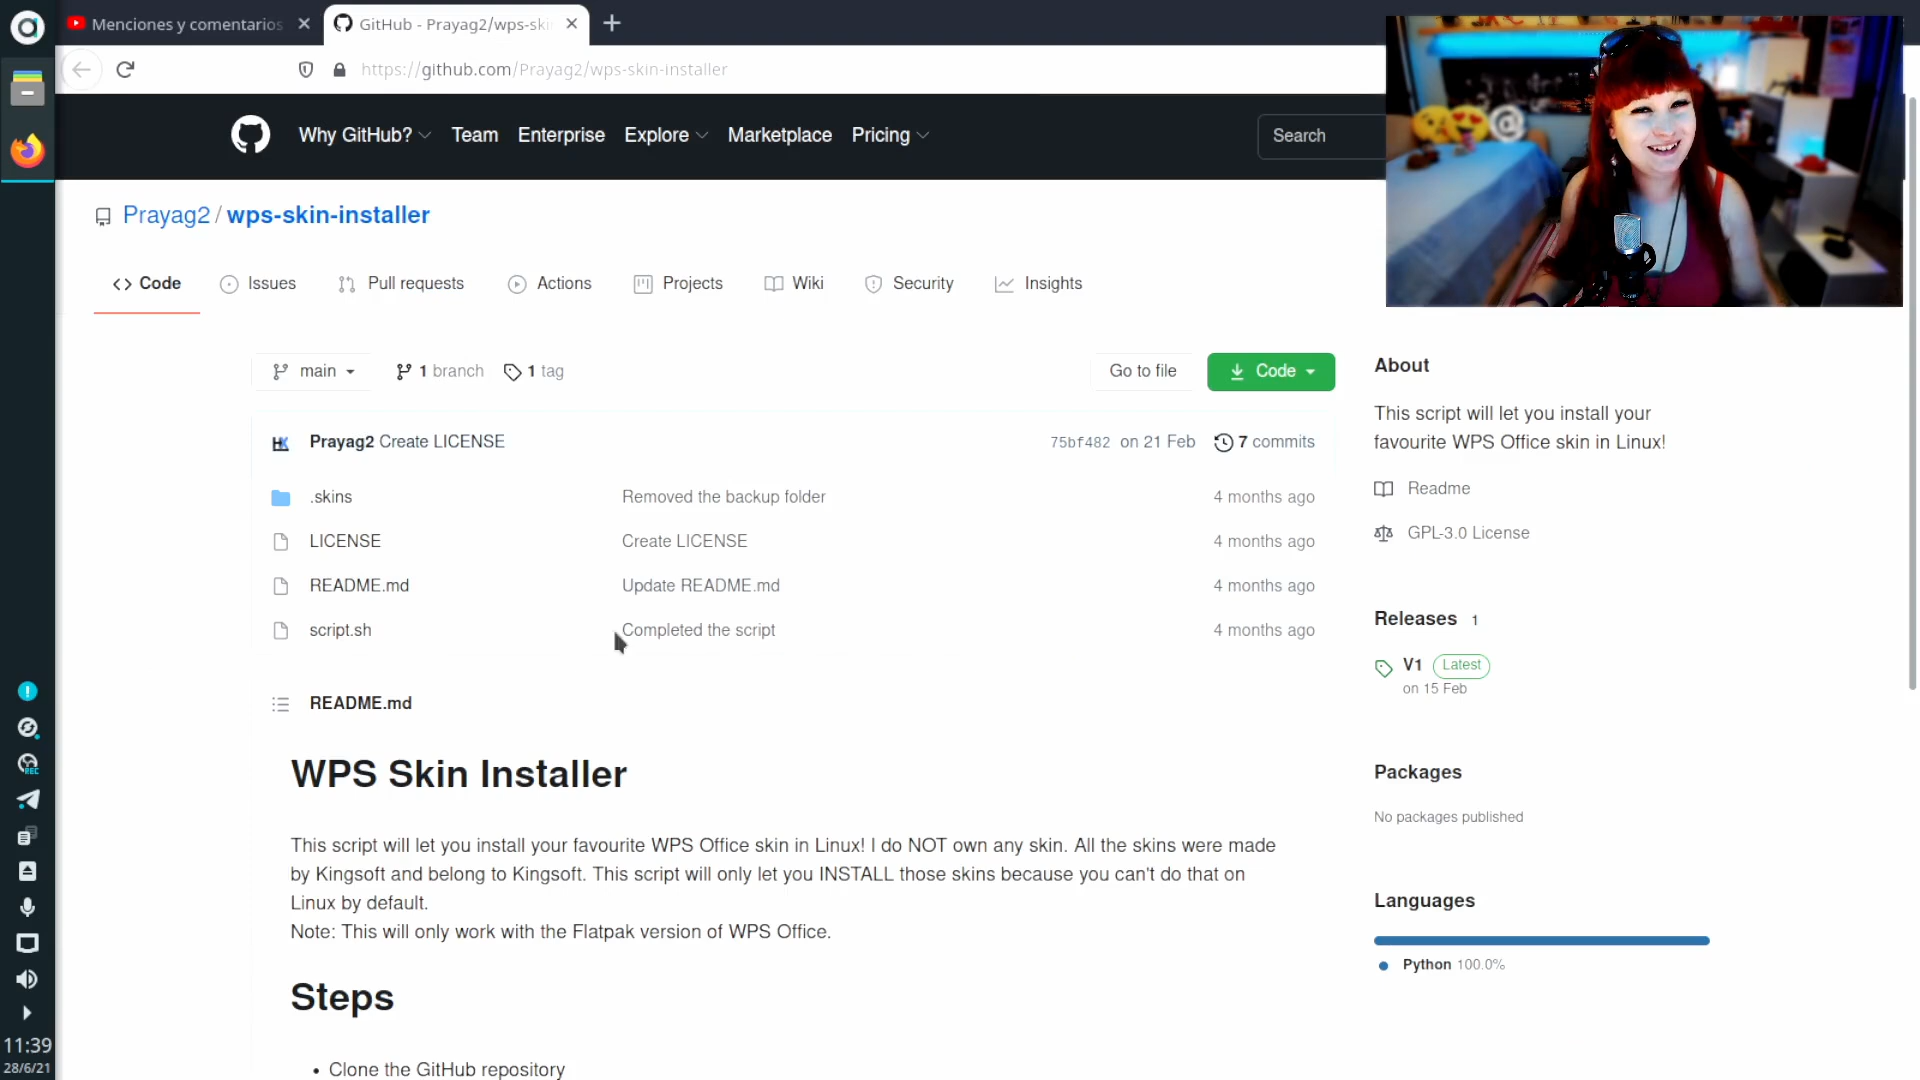 Menciones y comentarios
GitHub - Prayag2/wps-ski
https://github.com/Prayag2/wps-skin-installer
Why GitHub?
Team
Enterprise
Explore
Marketplace
Pricing
Search
@
Prayag2 / wps-skin-installer
Code
Issues
Pull requests
Actions
Projects
Wiki
Security
Insights
main
1 branch
1 tag
Go to file
Code
Prayag2 Create LICENSE
75bf482 on 21 Feb
7 commits
.skins
Removed the backup folder
4 months ago
LICENSE
Create LICENSE
4 months ago
README.md
Update README.md
4 months ago
script.sh
Completed the script
4 months ago
README.md
WPS Skin Installer
This script will let you install your favourite WPS Office skin in Linux! I do NOT own any skin. All the skins were made
by Kingsoft and belong to Kingsoft. This script will only let you INSTALL those skins because you can't do that on
Linux by default.
Note: This will only work with the Flatpak version of WPS Office.
Steps
• Clone the GitHub repository
About
This script will let you install your
favourite WPS Office skin in Linux!
Readme
GPL-3.0 License
Releases 1
V1 Latest
on 15 Feb
Packages
No packages published
Languages
Python 100.0%
REC
11:39
28/6/21